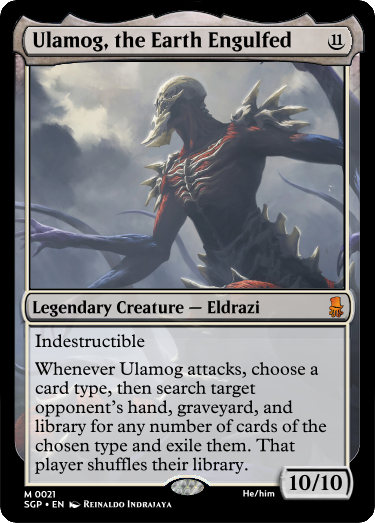 Ulamog, the Earth Engulfed 11
Legendary Creature — Eldrazi
Indestructible
Whenever Ulamog attacks, choose a
card type, then search target
opponent's hand, graveyard, and
library for any number of cards of the
chosen type and exile them. That
player shuffles their library.
10/10
M 0021
He/him
SGP • EN Reinaldo Indrajaya